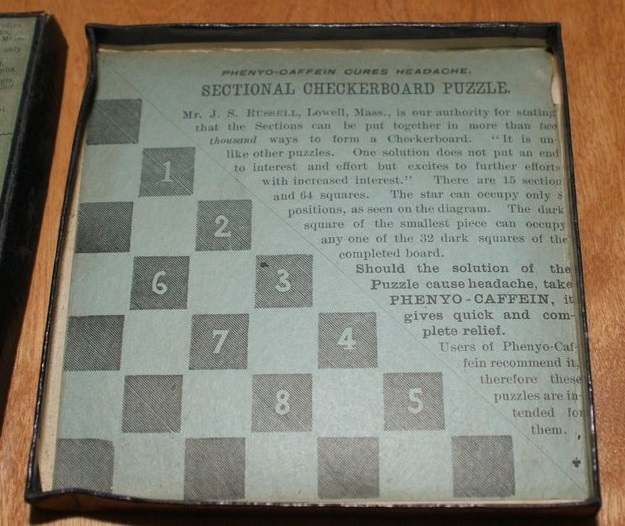 PHENYO-CAFFEIN CURES HEADACHE.
SECTIONAL CHECKERBOARD PUZZLE.
Mr. J. S. RUSSELL, Lowell, Mass., is our authority for stating
that the Sections can be put together in more than two
thousand ways to form a Checkerboard. "It is un-
like other puzzles. One solution does not put an end
to interest and effort but excites to further efforts
with increased interest." There are 15 section
and 64 squares. The star can occupy only
positions, as seen on the diagram. The dark
square of the smallest piece can occupy
any one of the 32 dark squares of the
completed board.
Should the solution of the
Puzzle cause headache, take
PHENYO-CAFFEIN, it
gives quick and com-
plete relief.
Users of Phenyo-Caf-
fein recommend it,
therefore these
puzzles are in-
tended for
them.
1
2
6 3
7 4
8 5